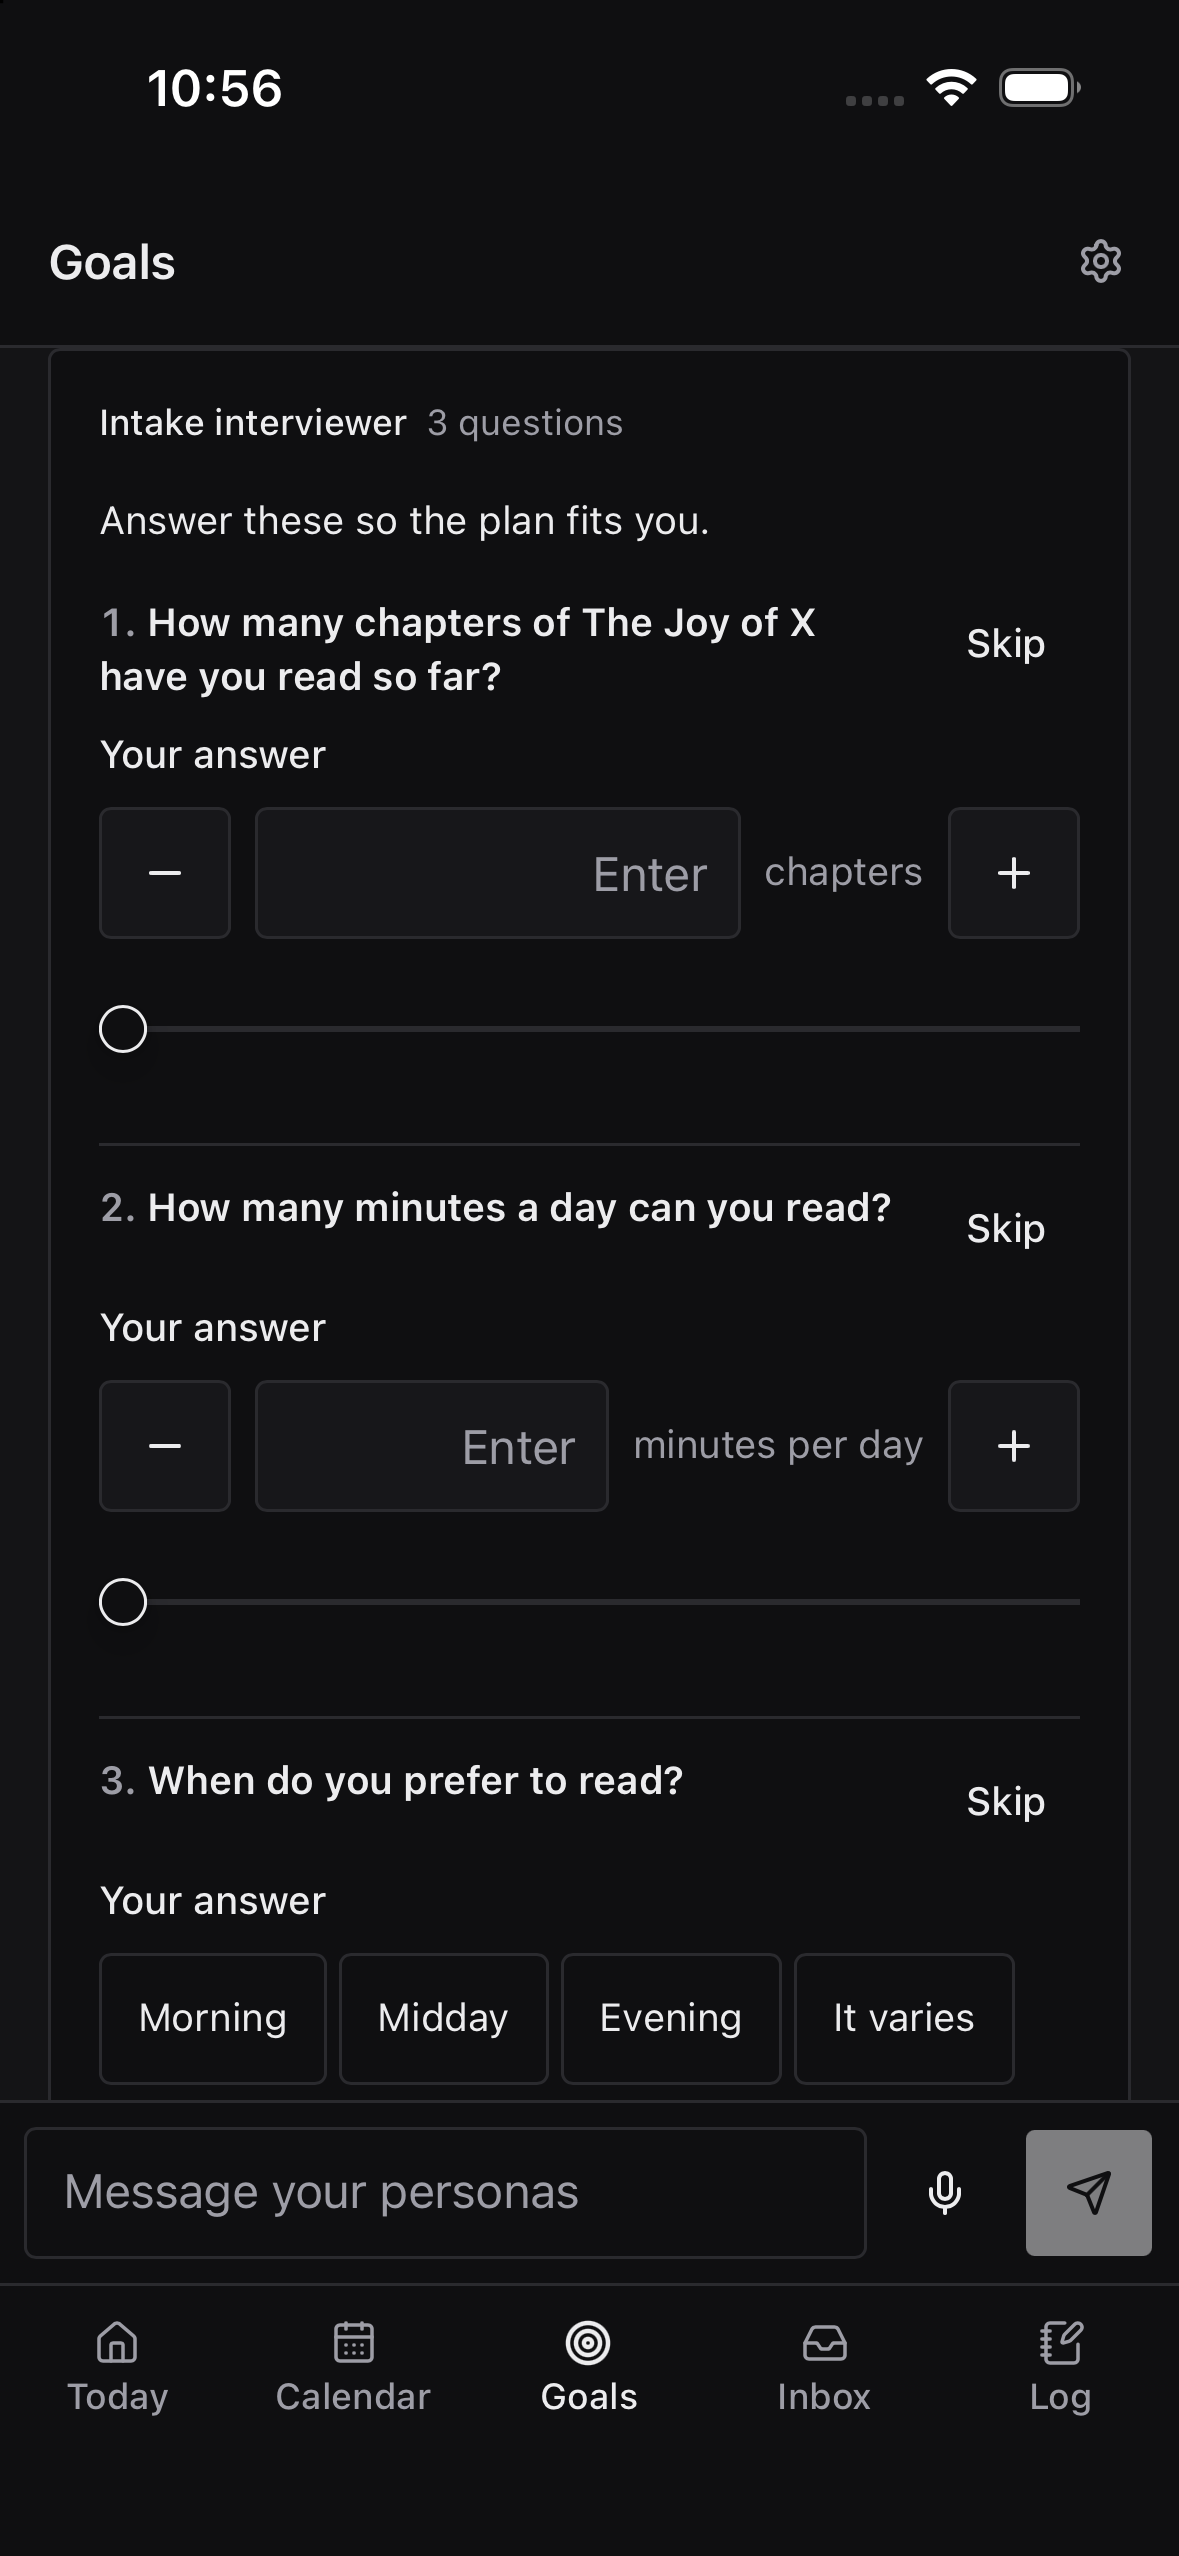 10:56
Goals
Intake interviewer 3 questions
Answer these so the plan fits you.
1. How many chapters of The Joy of X
have you read so far?
Skip
Your answer
Enter
chapters
2. How many minutes a day can you read?
Skip
Your answer
Enter
minutes per day
3. When do you prefer to read?
Skip
Your answer
Morning Midday Evening It varies
Message your personas
Today Calendar Goals Inbox Log